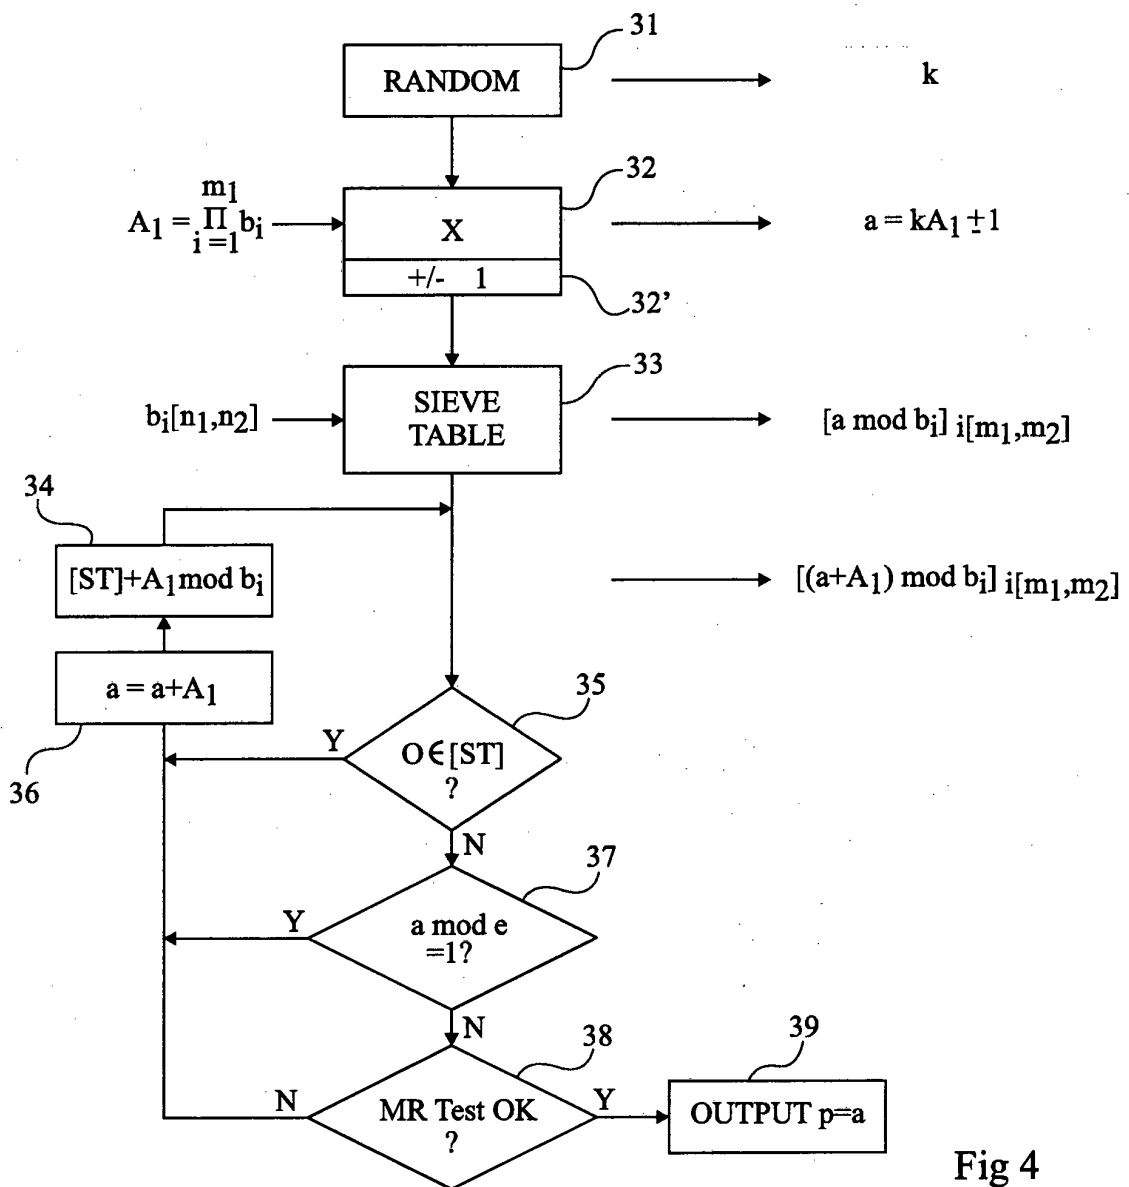 31
RANDOM
k
32
m1
A1 = Π bi
i =1
X
a = kA1 ± 1
+/- 1
32’
33
bi[n1,n2]
SIEVE
TABLE
[a mod bi] i[m1,m2]
34
[ST]+A1mod bi
[(a+A1) mod bi] i[m1,m2]
a = a+A1
36
35
Y
O∈[ST]
?
N
37
Y
a mod e
=1?
N
38
39
N
MR Test OK
?
Y
OUTPUT p=a
Fig 4